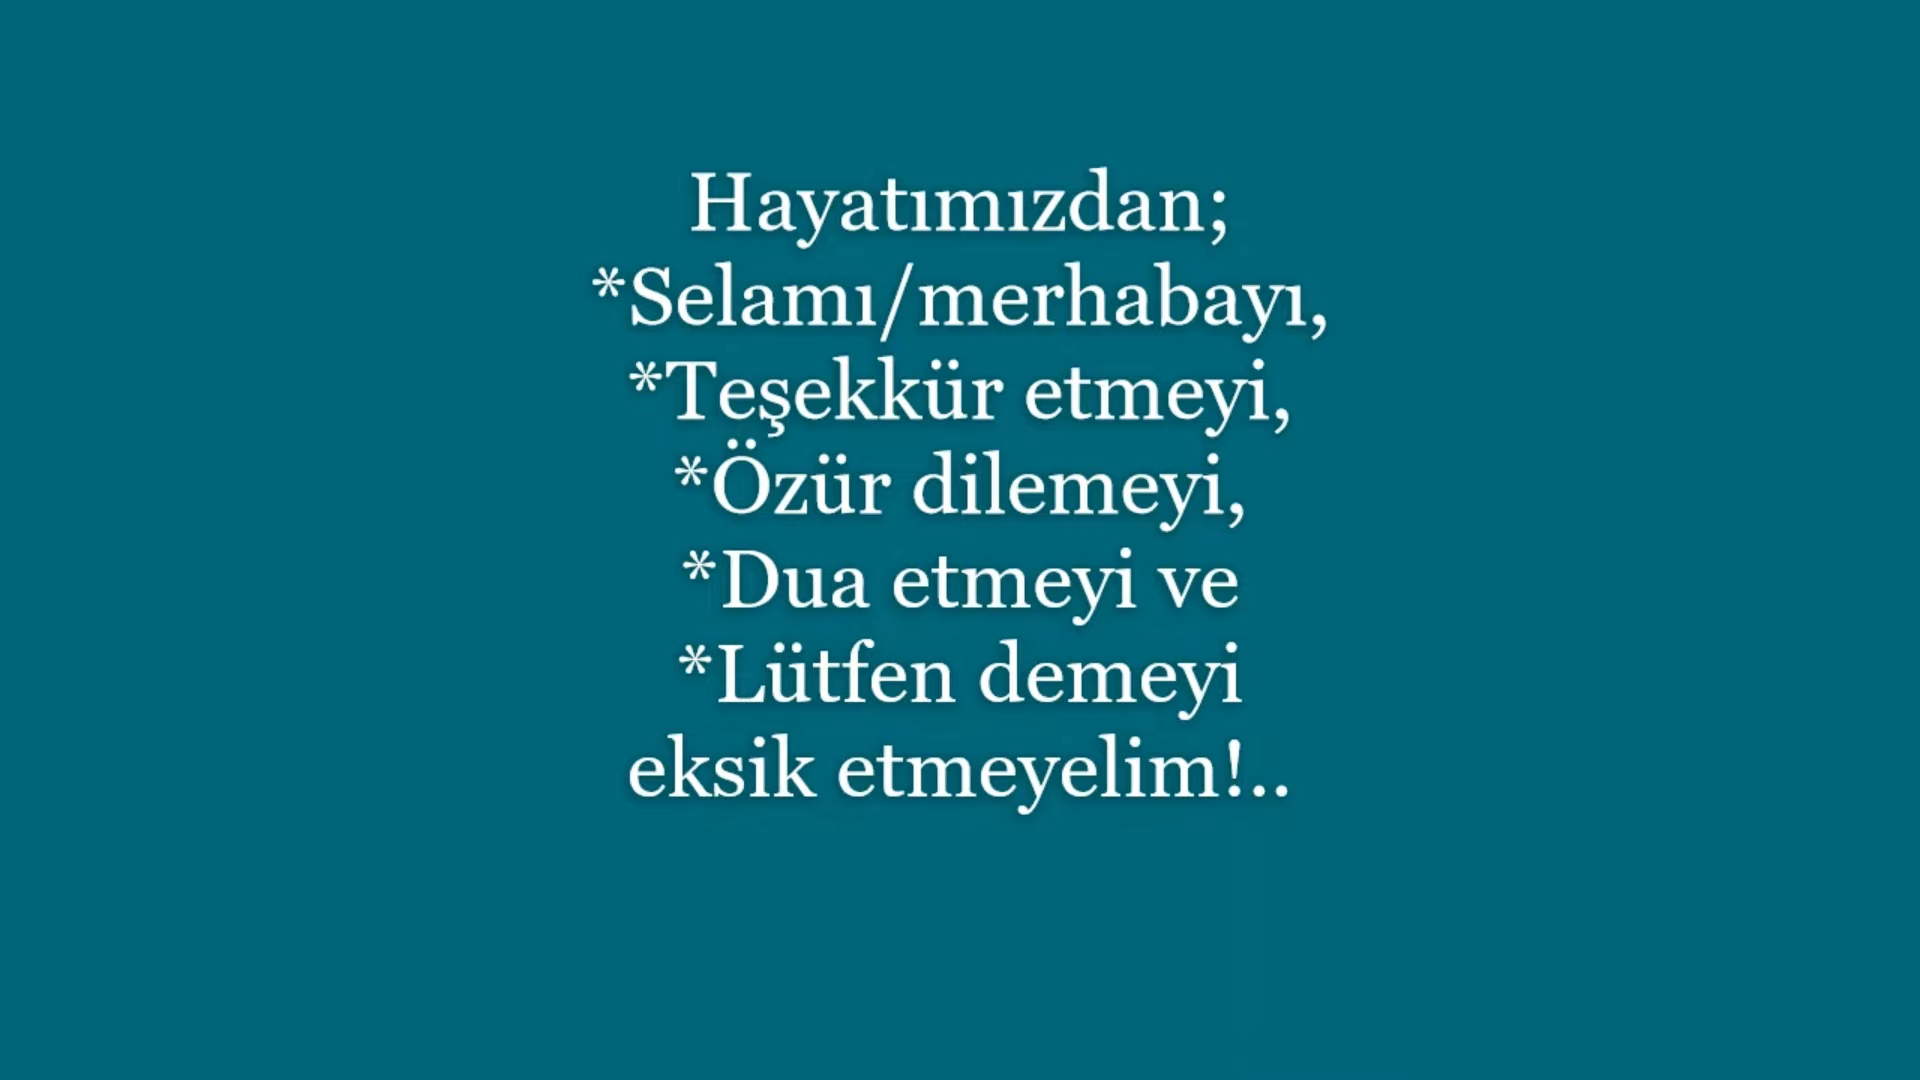 Hayatımızdan;
*Selamı/merhabayı,
*Teşekkür etmeyi,
*Özür dilemeyi,
*Dua etmeyi ve
*Lütfen demeyi
eksik etmeyelim!..